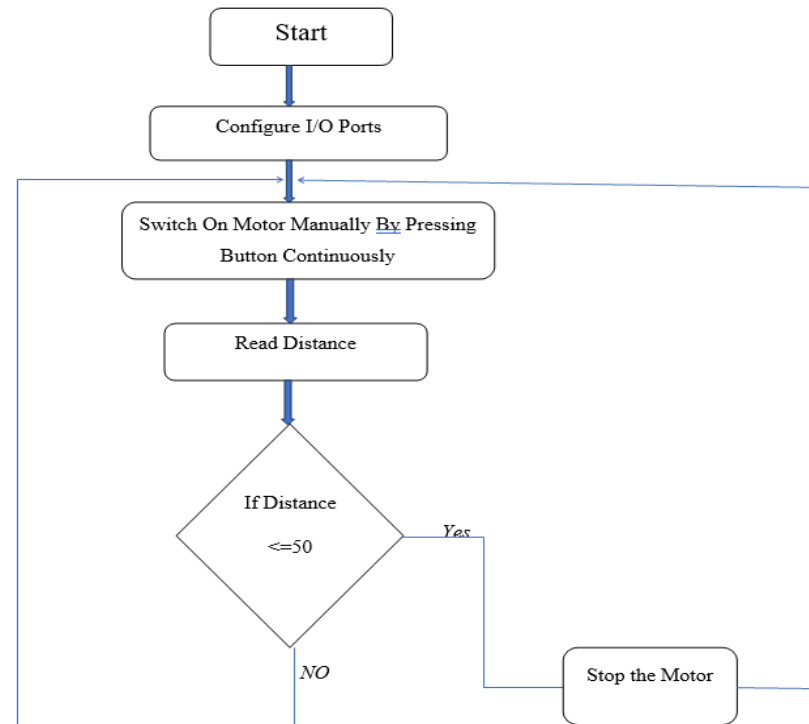 Start
Configure I/O Ports
Switch On Motor Manually By Pressing
Button Continuously
Read Distance
If Distance
<=50
Yes
NO
Stop the Motor